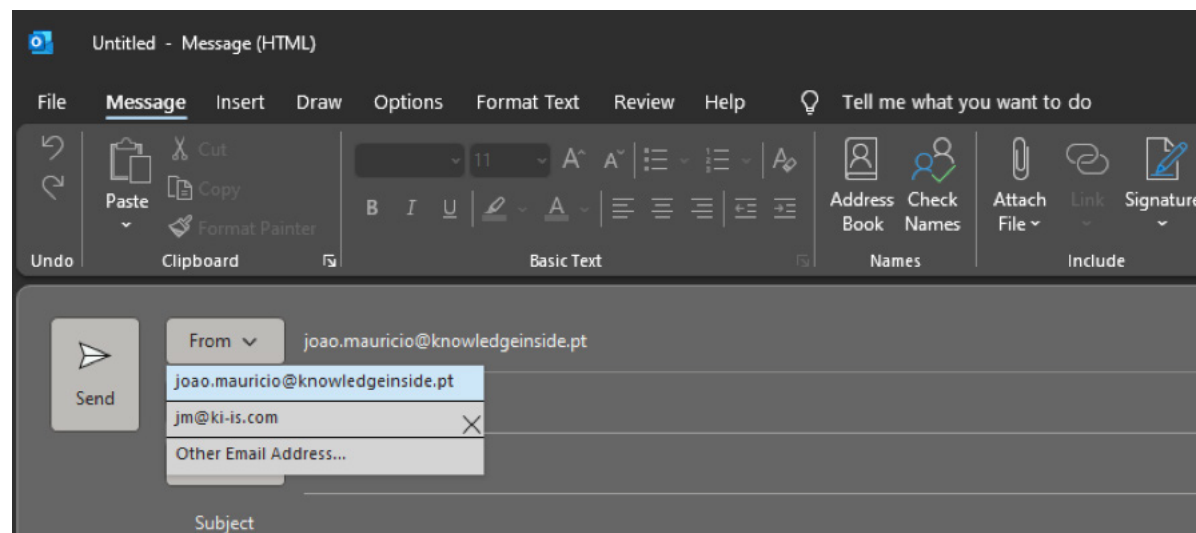 Untitled - Message (HTML)
File Message Insert Draw Options Format Text Review Help Tell me what you want to do
Cut
Copy
Paste
Format Painter
11
B I U
Address Book
Check Names
Attach File
Link
Signature
Undo Clipboard Basic Text Names Include
Send
From joao.mauricio@knowledgeinside.pt
joao.mauricio@knowledgeinside.pt
jm@ki-is.com
Other Email Address...
Subject